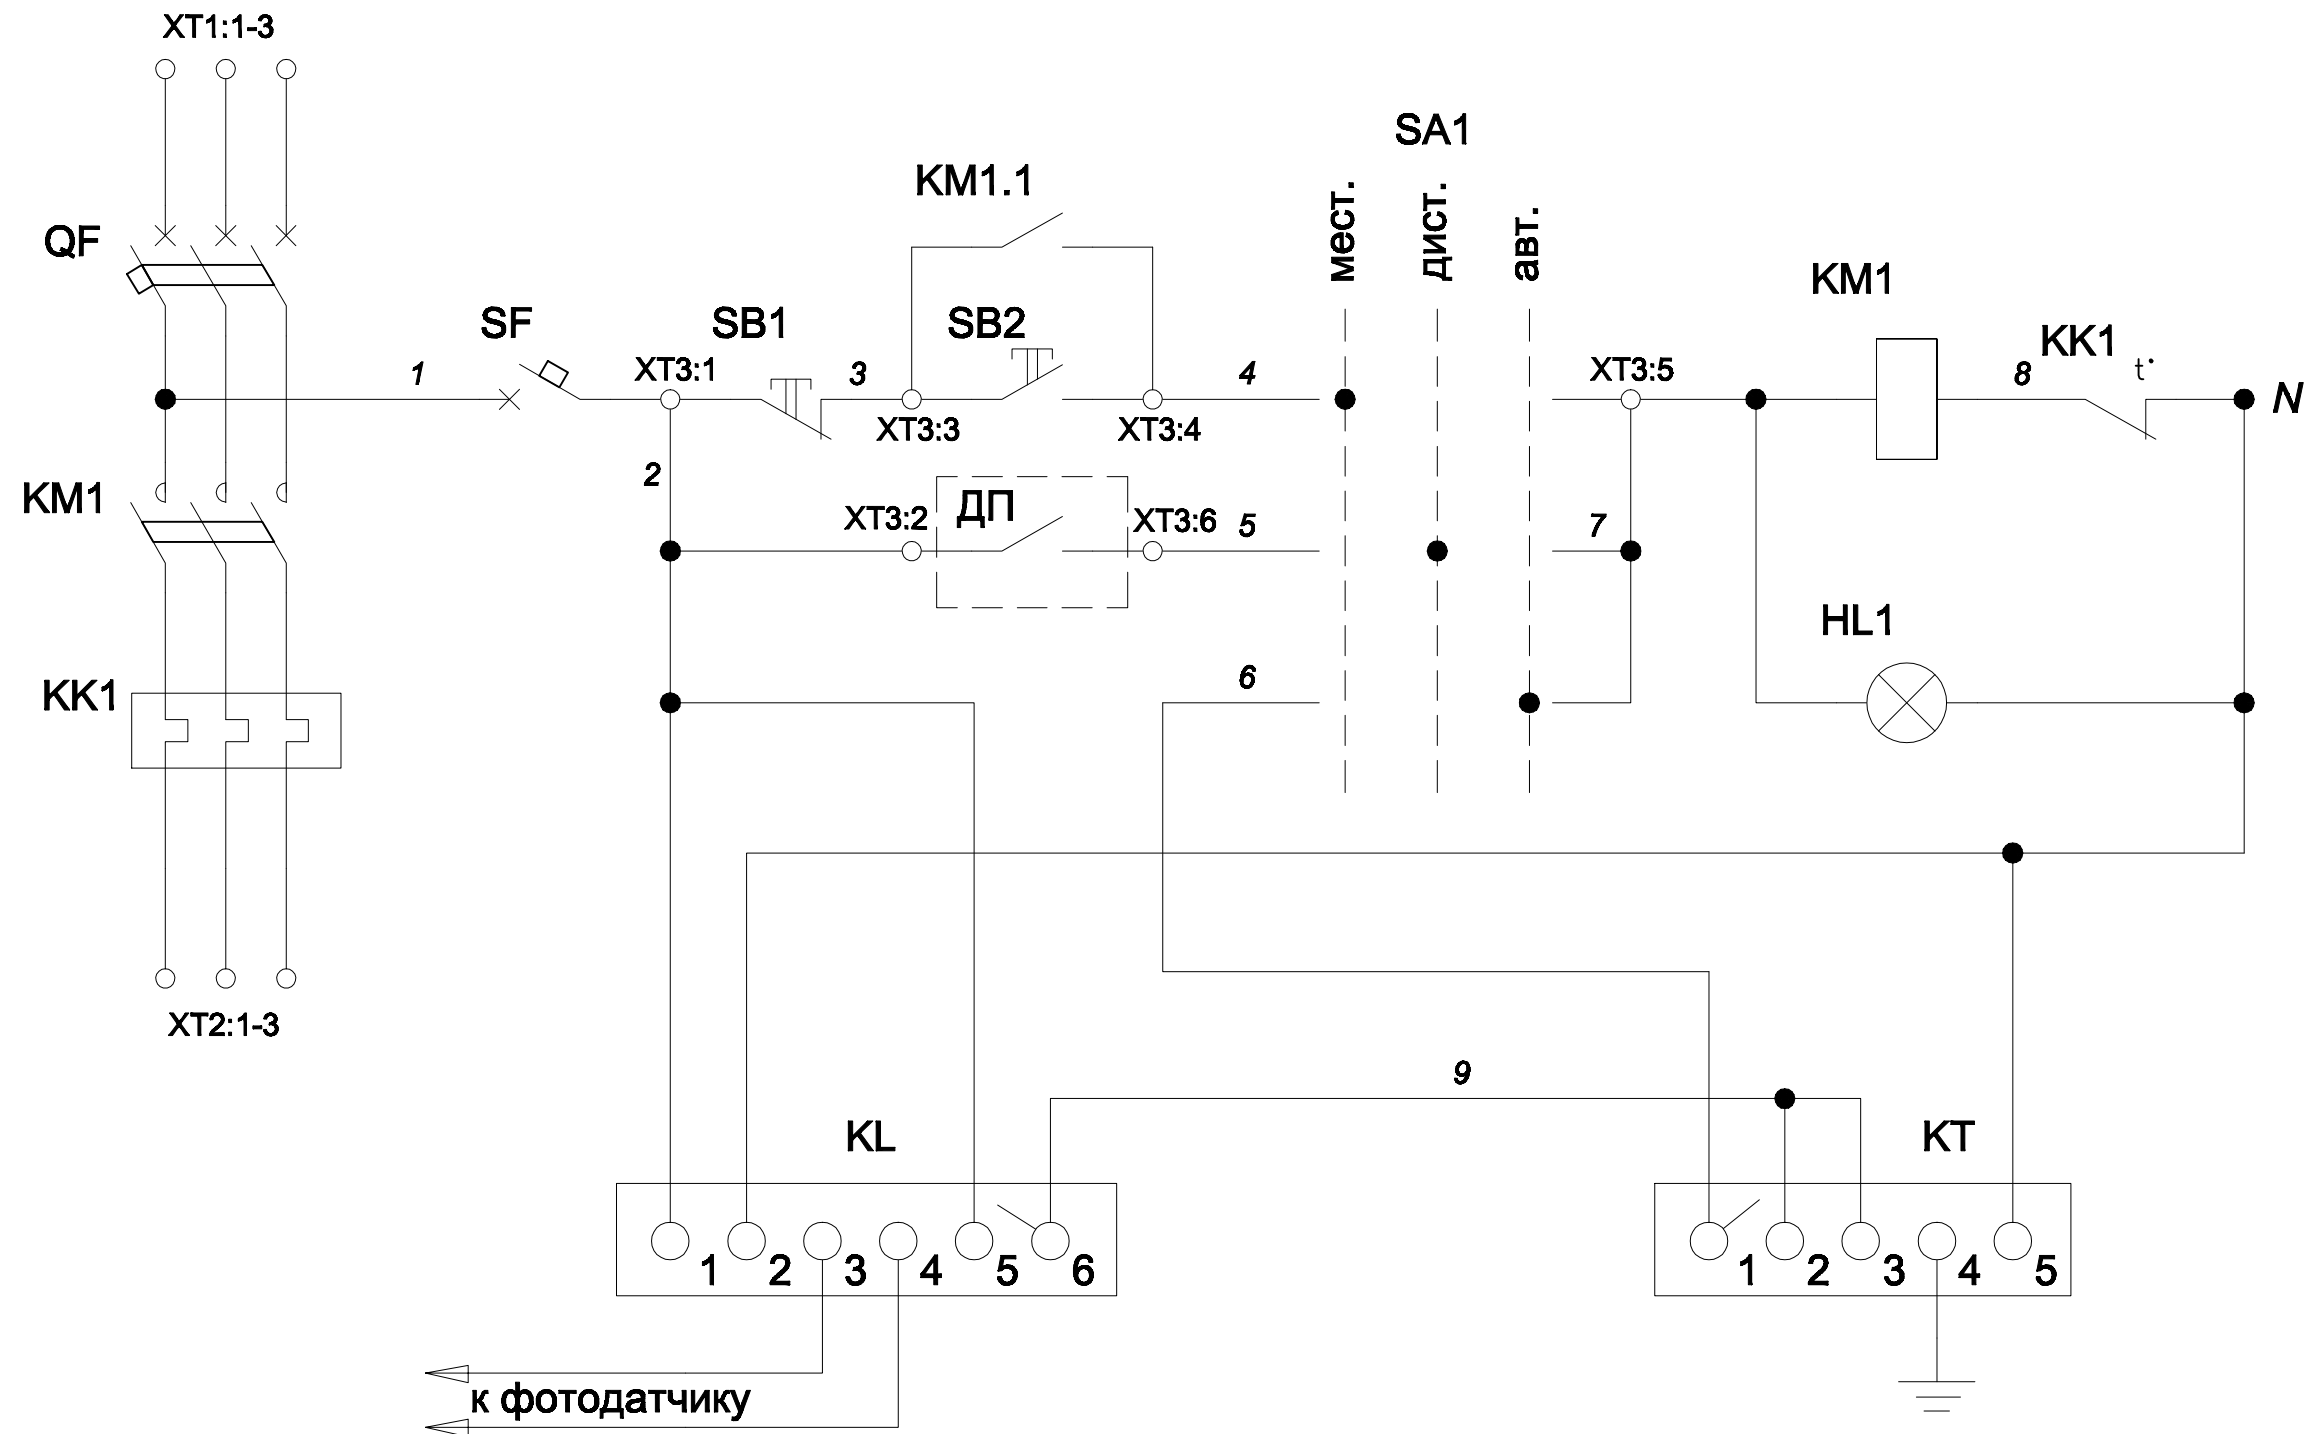 XT1:1-3
SA1
KM1.1
мест.
дист.
авт.
QF
KM1
SF
SB1
SB2
KK1
t°
1
XT3:1
3
4
XT3:5
8
N
XT3:3
XT3:4
2
KM1
ДП
XT3:2
XT3:6
5
7
HL1
6
KK1
XT2:1-3
9
KL
KT
1
2
3
4
5
6
1
2
3
4
5
к фотодатчику